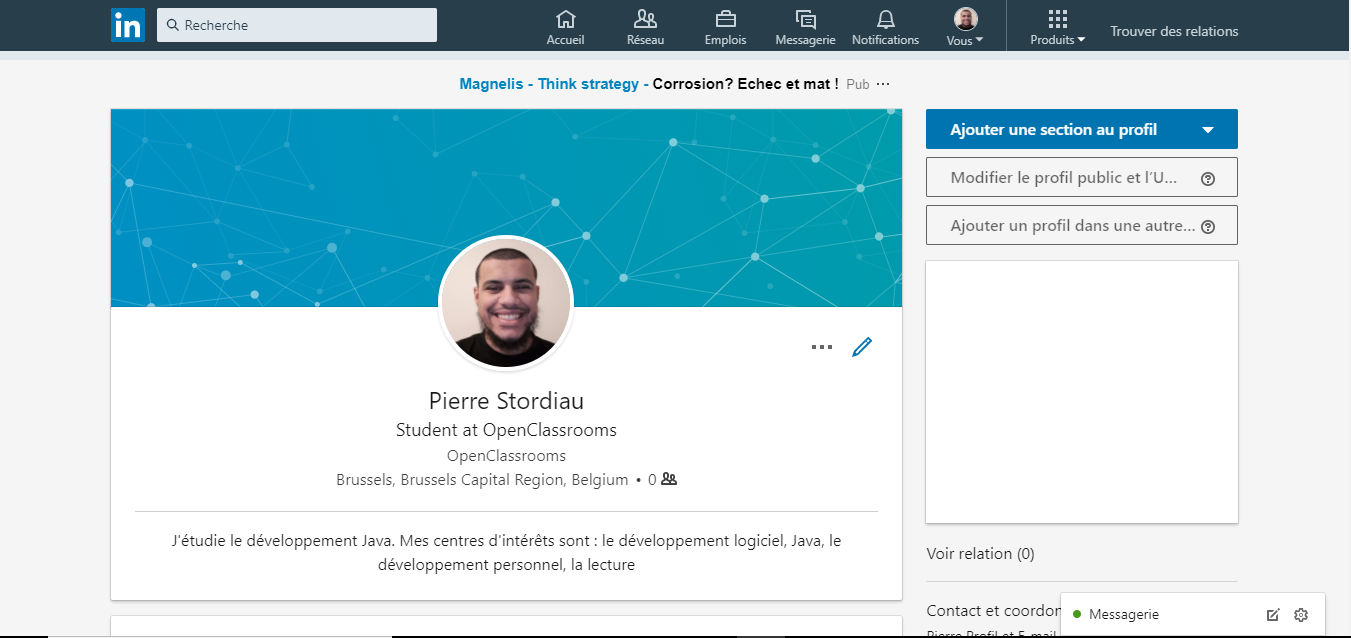 in
Recherche
Accueil
Réseau
Emplois
Messagerie
Notifications
Vous
Produits
Trouver des relations
Magnelis - Think strategy - Corrosion? Echec et mat ! Pub ···
Ajouter une section au profil
Modifier le profil public et l'U...
Ajouter un profil dans une autre...
Pierre Stordiau
Student at OpenClassrooms
OpenClassrooms
Brussels, Brussels Capital Region, Belgium • 0
J'étudie le développement Java. Mes centres d'intérêts sont : le développement logiciel, Java, le
développement personnel, la lecture
Voir relation (0)
Contact et coordon
Pierre Profil et E-mail
Messagerie